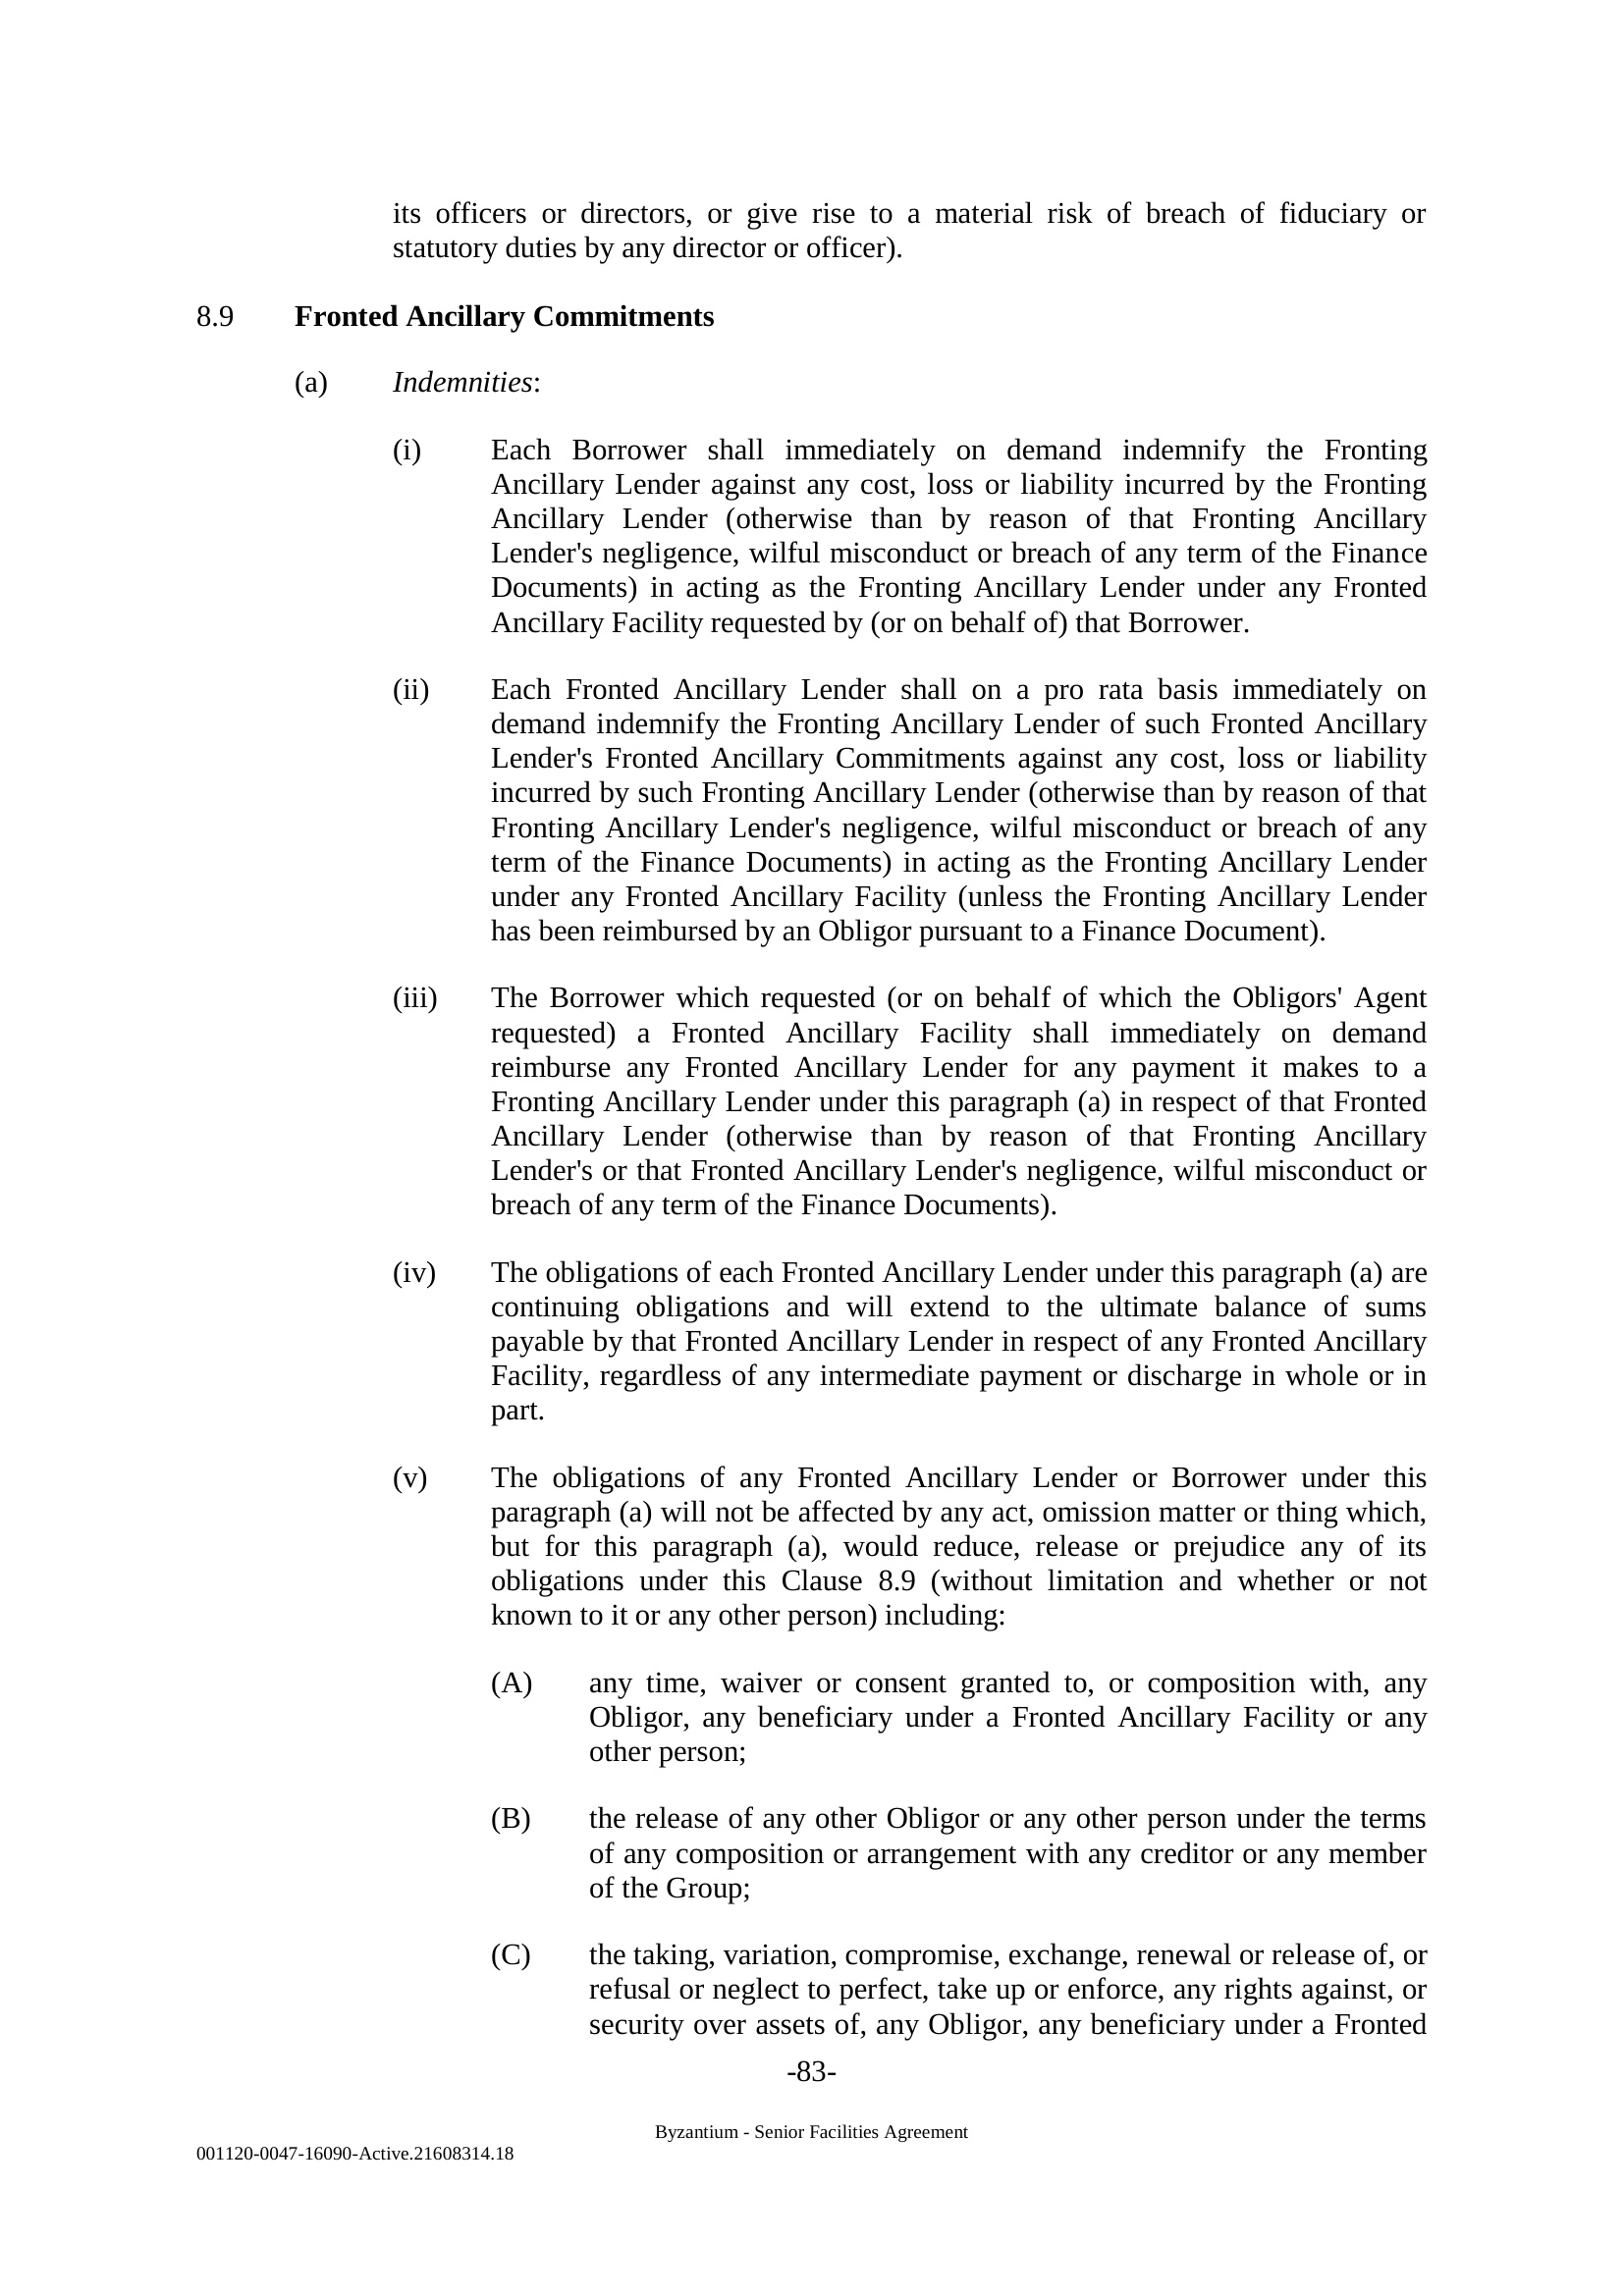 its officers or directors, or give rise to a material risk of breach of fiduciary or
statutory duties by any director or officer).
8.9 Fronted Ancillary Commitments
(a) Indemnities:
(i) Each Borrower shall immediately on demand indemnify the Fronting
Ancillary Lender against any cost, loss or liability incurred by the Fronting
Ancillary Lender (otherwise than by reason of that Fronting Ancillary
Lender's negligence, wilful misconduct or breach of any term of the Finance
Documents) in acting as the Fronting Ancillary Lender under any Fronted
Ancillary Facility requested by (or on behalf of) that Borrower.
(ii) Each Fronted Ancillary Lender shall on a pro rata basis immediately on
demand indemnify the Fronting Ancillary Lender of such Fronted Ancillary
Lender's Fronted Ancillary Commitments against any cost, loss or liability
incurred by such Fronting Ancillary Lender (otherwise than by reason of that
Fronting Ancillary Lender's negligence, wilful misconduct or breach of any
term of the Finance Documents) in acting as the Fronting Ancillary Lender
under any Fronted Ancillary Facility (unless the Fronting Ancillary Lender
has been reimbursed by an Obligor pursuant to a Finance Document).
(iii) The Borrower which requested (or on behalf of which the Obligors' Agent
requested) a Fronted Ancillary Facility shall immediately on demand
reimburse any Fronted Ancillary Lender for any payment it makes to a
Fronting Ancillary Lender under this paragraph (a) in respect of that Fronted
Ancillary Lender (otherwise than by reason of that Fronting Ancillary
Lender's or that Fronted Ancillary Lender's negligence, wilful misconduct or
breach of any term of the Finance Documents).
(iv) The obligations of each Fronted Ancillary Lender under this paragraph (a) are
continuing obligations and will extend to the ultimate balance of sums
payable by that Fronted Ancillary Lender in respect of any Fronted Ancillary
Facility, regardless of any intermediate payment or discharge in whole or in
part.
(v) The obligations of any Fronted Ancillary Lender or Borrower under this
paragraph (a) will not be affected by any act, omission matter or thing which,
but for this paragraph (a), would reduce, release or prejudice any of its
obligations under this Clause 8.9 (without limitation and whether or not
known to it or any other person) including:
(A) any time, waiver or consent granted to, or composition with, any
Obligor, any beneficiary under a Fronted Ancillary Facility or any
other person;
(B) the release of any other Obligor or any other person under the terms
of any composition or arrangement with any creditor or any member
of the Group;
(C) the taking, variation, compromise, exchange, renewal or release of, or
refusal or neglect to perfect, take up or enforce, any rights against, or
security over assets of, any Obligor, any beneficiary under a Fronted
-83-
Byzantium - Senior Facilities Agreement
001120-0047-16090-Active.21608314.18